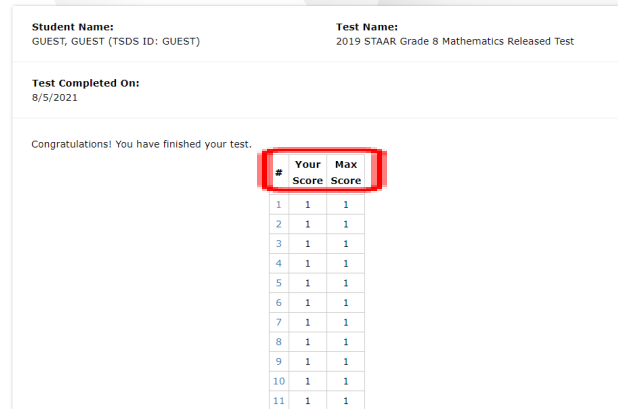 Student Name:
GUEST, GUEST (TSDS ID: GUEST)
Test Name:
2019 STAAR Grade 8 Mathematics Released Test
Test Completed On:
8/5/2021
Congratulations! You have finished your test.
# Your Score Max Score
1 1 1
2 1 1
3 1 1
4 1 1
5 1 1
6 1 1
7 1 1
8 1 1
9 1 1
10 1 1
11 1 1